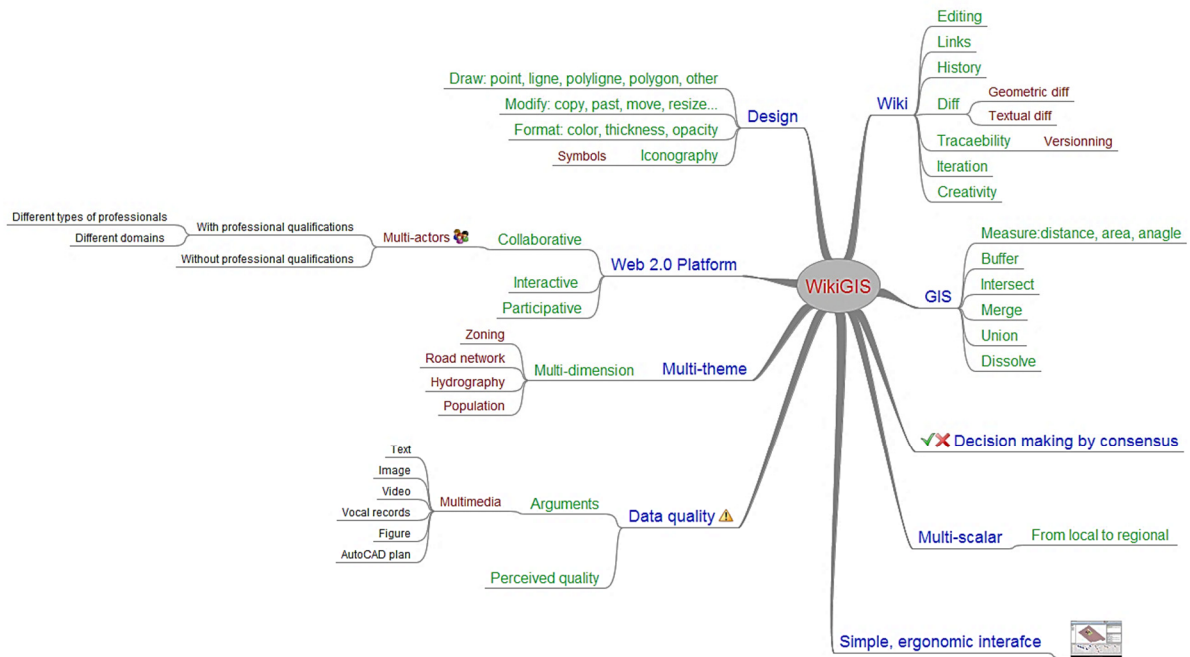 WikiGIS
Design
Draw: point, ligne, polyligne, polygon, other
Modify: copy, past, move, resize...
Format: color, thickness, opacity
Iconography
Symbols
Web 2.0 Platform
Collaborative
Multi-actors
With professional qualifications
Different types of professionals
Different domains
Without professional qualifications
Interactive
Participative
Multi-theme
Multi-dimension
Zoning
Road network
Hydrography
Population
Data quality
Arguments
Multimedia
Text
Image
Video
Vocal records
Figure
AutoCAD plan
Perceived quality
Wiki
Editing
Links
History
Diff
Geometric diff
Textual diff
Tracaebility
Versionning
Iteration
Creativity
GIS
Measure:distance, area, anagle
Buffer
Intersect
Merge
Union
Dissolve
Decision making by consensus
Multi-scalar
From local to regional
Simple, ergonomic interafce